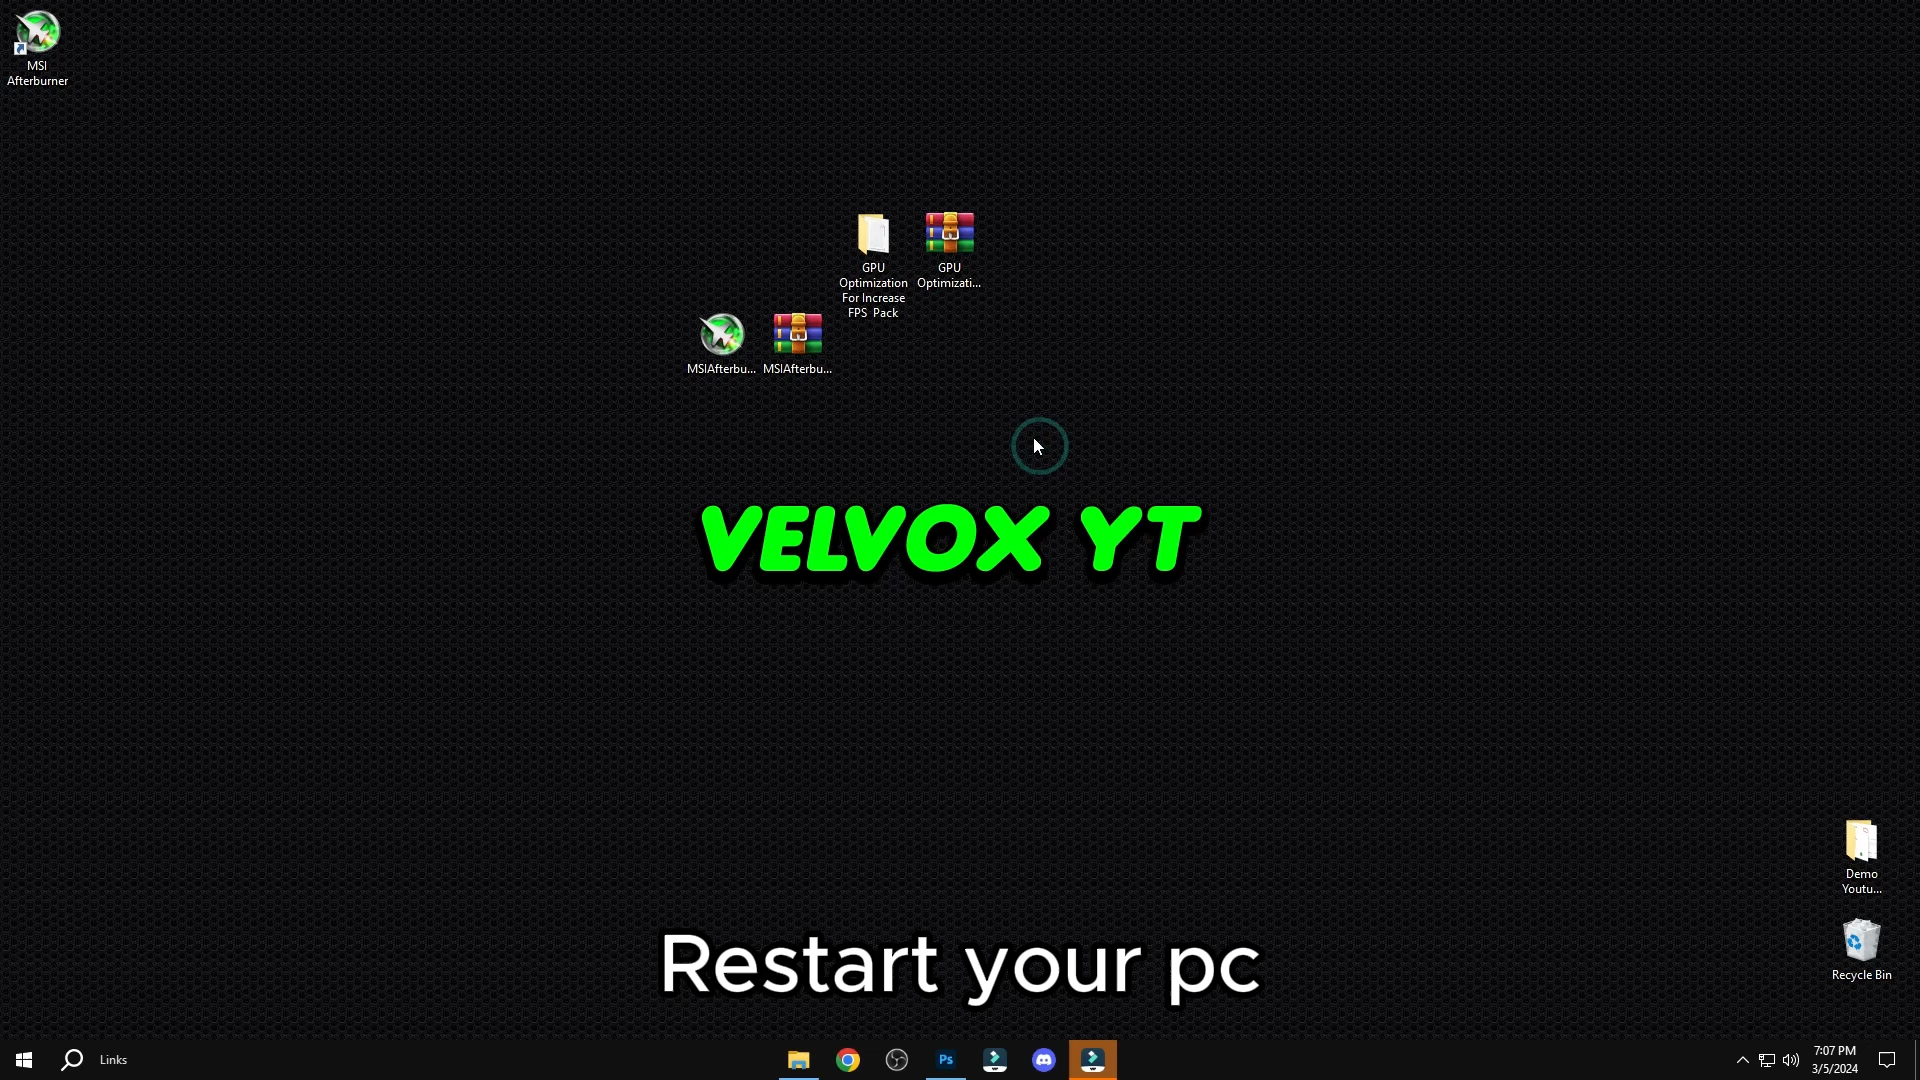 MSI
Afterburner
GPU
Optimization
For Increase
FPS Pack
GPU
Optimizati...
MSIAfterbu...
MSIAfterbu...
VELVOX YT
Demo
Youtu...
Recycle Bin
Restart your pc
Links
Ps
7:07 PM
3/5/2024